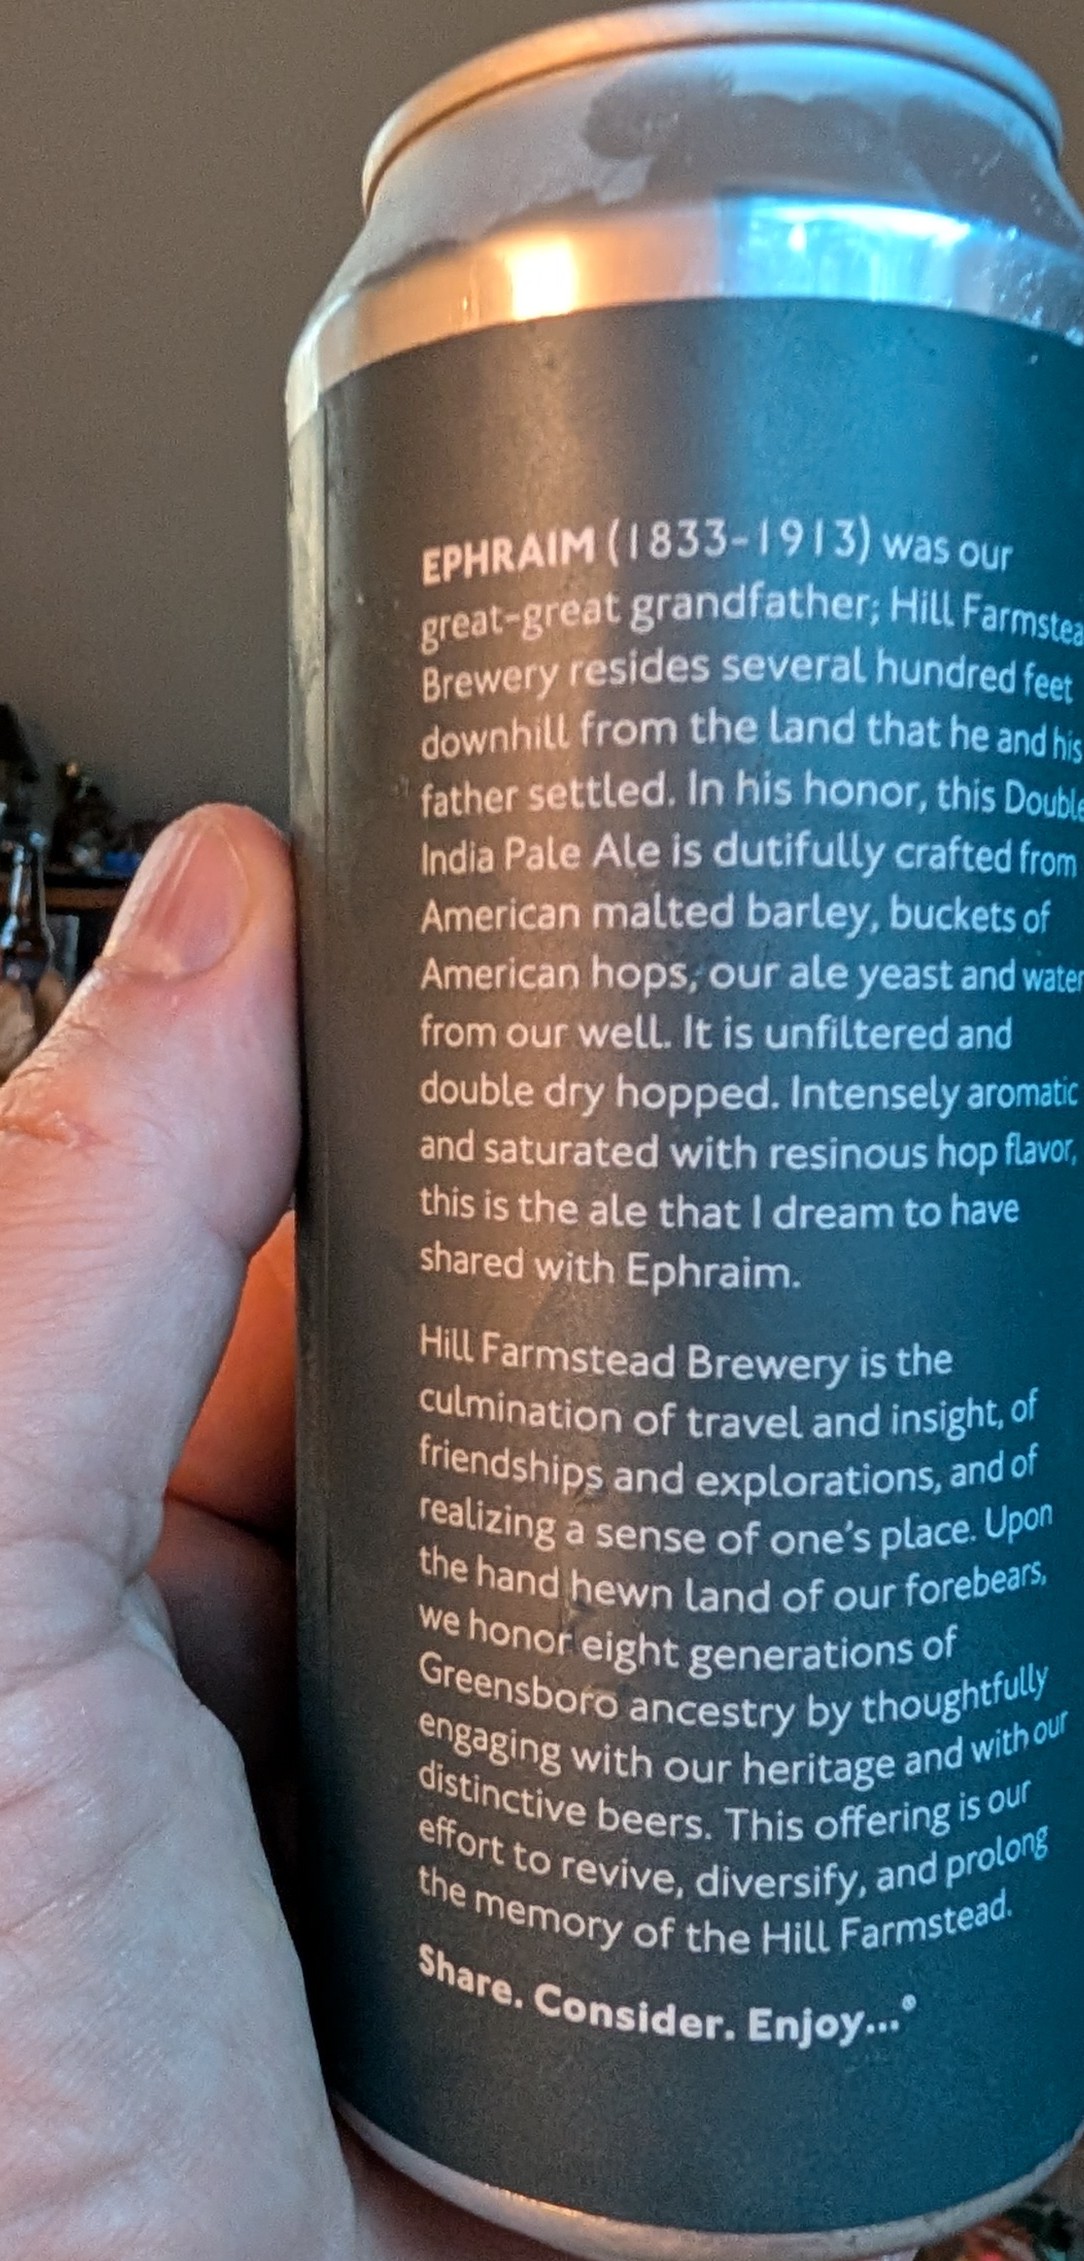 EPHRAIM (1833-1913) was our
great-great grandfather; Hill Farmstea
Brewery resides several hundred feet
downhill from the land that he and his
father settled. In his honor, this Double
India Pale Ale is dutifully crafted from
American malted barley, buckets of
American hops, our ale yeast and water
from our well. It is unfiltered and
double dry hopped. Intensely aromatic
and saturated with resinous hop flavor,
this is the ale that I dream to have
shared with Ephraim.
Hill Farmstead Brewery is the
culmination of travel and insight, of
friendships and explorations, and of
realizing a sense of one's place. Upon
the hand hewn land of our forebears,
we honor eight generations of
Greensboro ancestry by thoughtfully
engaging with our heritage and with our
distinctive beers. This offering is our
effort to revive, diversify, and prolong
the memory of the Hill Farmstead.
Share. Consider. Enjoy...®